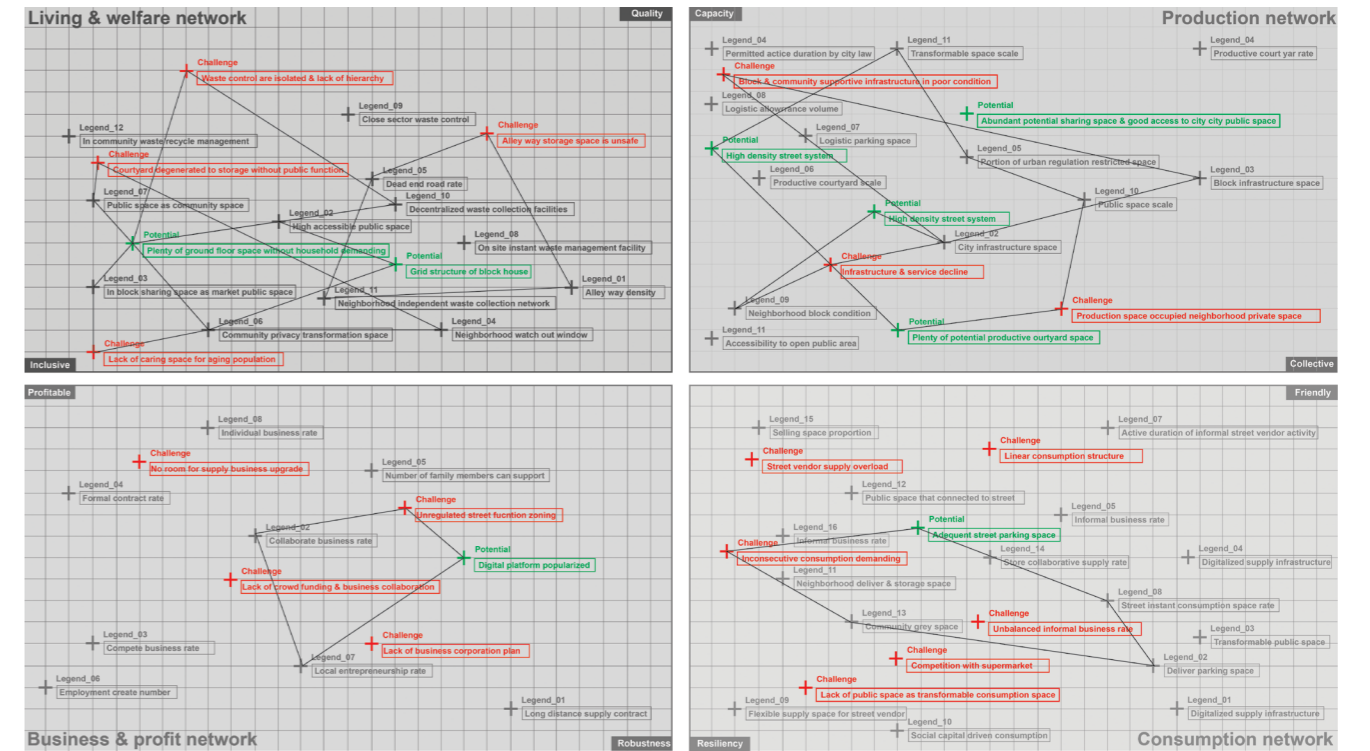 Living & welfare network
Quality
Challenge
Waste control are isolated & lack of hierarchy
Legend_09
Close sector waste control
Legend_12
In community waste/recycle management
Challenge
Alley way storage space is unsafe
Challenge
Courtyard degenerated to storage without public function
Legend_05
Dead end road rate
Legend_07
Public space as community space
Legend_10
Decentralized waste collection facilities
Legend_02
High accessible public space
Potential
Plenty of ground floor space without household demanding
Legend_08
On site instant waste management facility
Potential
Grid structure of block house
Legend_03
In block sharing space as market public space
Legend_01
Alley way density
Legend_11
Neighborhood independent waste collection network
Legend_06
Community privacy transformation space
Legend_04
Neighborhood watch out window
Challenge
Lack of caring space for aging population
Inclusive
Capacity
Production network
Legend_04
Permitted actice duration by city law
Legend_11
Transformable space scale
Legend_04
Productive court yar rate
Challenge
Block & community supportive infrastructure in poor condition
Legend_08
Logistic allowrance volume
Potential
Abundant potential sharing space & good access to city city public space
Legend_07
Logistic parking space
Potential
High density street system
Legend_05
Portion of urban regulation restricted space
Legend_06
Productive courtyard scale
Legend_03
Block infrastructure space
Legend_10
Public space scale
Potential
High density street system
Legend_02
City infrastructure space
Challenge
Infrastructure & service decline
Legend_09
Neighborhood block condition
Challenge
Production space occupied neighborhood private space
Potential
Plenty of potential productive ourtyard space
Legend_11
Accessibility to open public area
Collective
Profitable
Legend_08
Individual business rate
Challenge
No room for supply business upgrade
Legend_05
Number of family members can support
Legend_04
Formal contract rate
Challenge
Unregulated street fucntion zoning
Legend_02
Collaborate business rate
Potential
Digital platform popularized
Challenge
Lack of crowd funding & business collaboration
Legend_03
Compete business rate
Challenge
Lack of business corporation plan
Legend_07
Local entrepreneurship rate
Legend_06
Employment create number
Legend_01
Long distance supply contract
Business & profit network
Robustness
Friendly
Legend_15
Selling space proportion
Legend_07
Active duration of informal street vendor activity
Challenge
Linear consumption structure
Challenge
Street vendor supply overload
Legend_12
Public space that connected to street
Legend_05
Informal business rate
Potential
Adequent street parking space
Legend_16
Informal business rate
Challenge
Inconsecutive consumption demanding
Legend_14
Store collaborative supply rate
Legend_04
Digitalized supply infrastructure
Legend_11
Neighborhood deliver & storage space
Legend_08
Street instant consumption space rate
Legend_13
Community grey space
Challenge
Unbalanced informal business rate
Legend_03
Transformable public space
Challenge
Competition with supermarket
Legend_02
Deliver parking space
Challenge
Lack of public space as transformable consumption space
Legend_09
Flexible supply space for street vendor
Legend_01
Digitalized supply infrastructure
Legend_10
Social capital driven consumption
Resiliency
Consumption network